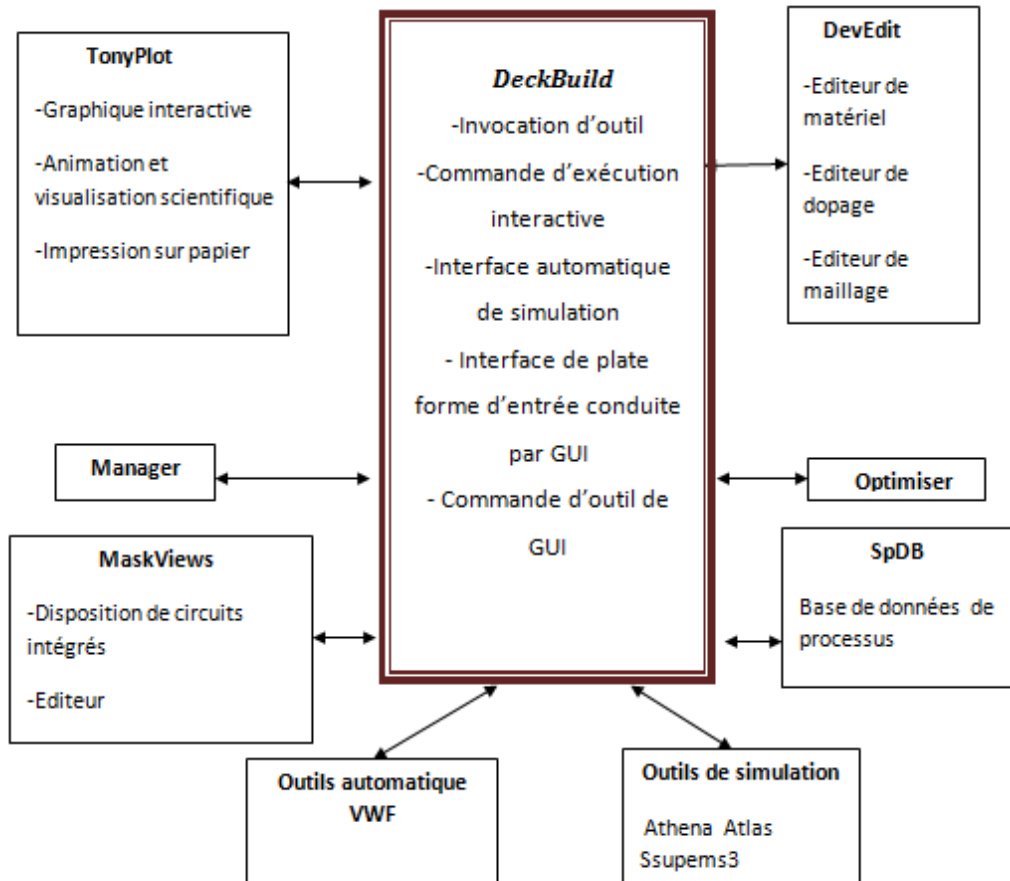 TonyPlot
-Graphique interactive
-Animation et
visualisation scientifique
-Impression sur papier
DeckBuild
-Invocation d’outil
-Commande d’exécution
interactive
-Interface automatique
de simulation
- Interface de plate
forme d’entrée conduite
par GUI
- Commande d’outil de
GUI
DevEdit
-Editeur de
matériel
-Editeur de
dopage
-Editeur de
maillage
Manager
Optimiser
MaskViews
-Disposition de circuits
intégrés
-Editeur
SpDB
Base de données de
processus
Outils automatique
VWF
Outils de simulation
Athena Atlas
Ssupems3